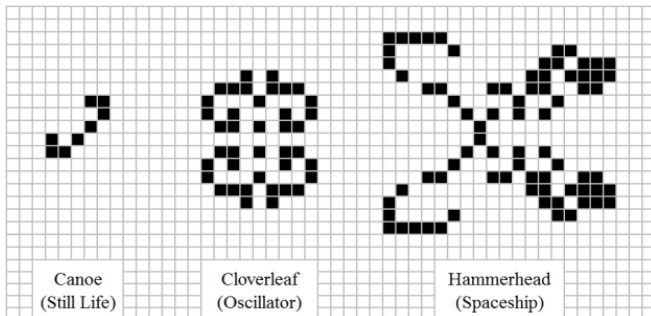 Canoe
(Still Life)
Cloverleaf
(Oscillator)
Hammerhead
(Spaceship)